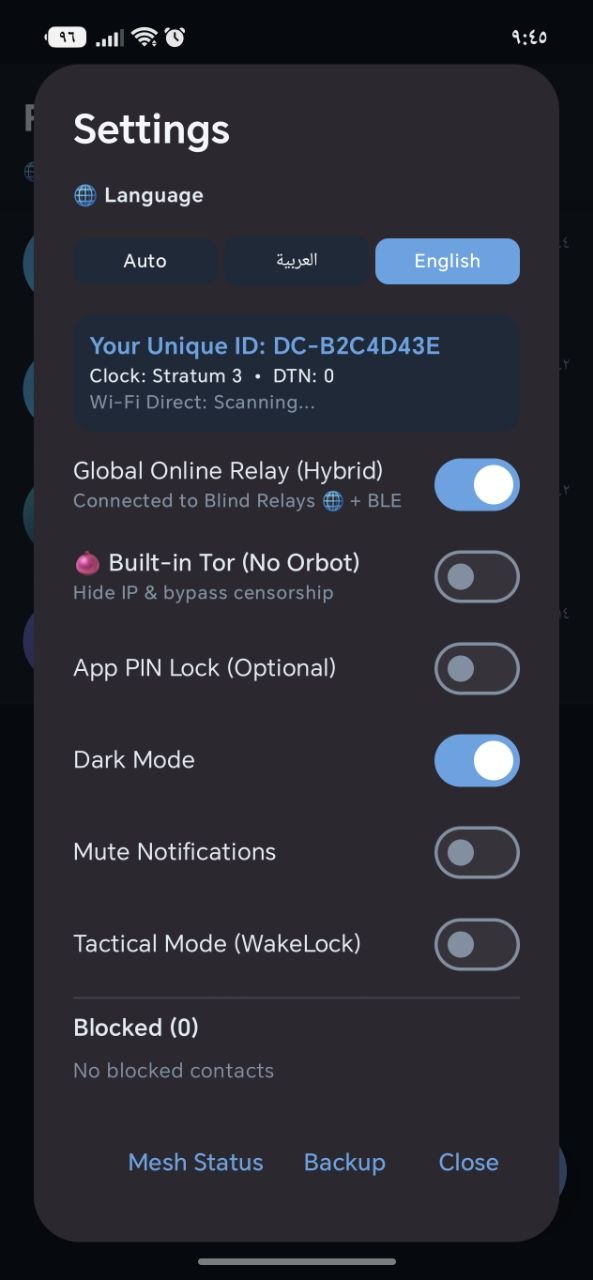 ٩٦
٩:٤٥
Settings
🌐 Language
Auto
العربية
English
Your Unique ID: DC-B2C4D43E
Clock: Stratum 3 • DTN: 0
Wi-Fi Direct: Scanning...
Global Online Relay (Hybrid)
Connected to Blind Relays 🌐 + BLE
Built-in Tor (No Orbot)
Hide IP & bypass censorship
App PIN Lock (Optional)
Dark Mode
Mute Notifications
Tactical Mode (WakeLock)
Blocked (0)
No blocked contacts
Mesh Status
Backup
Close